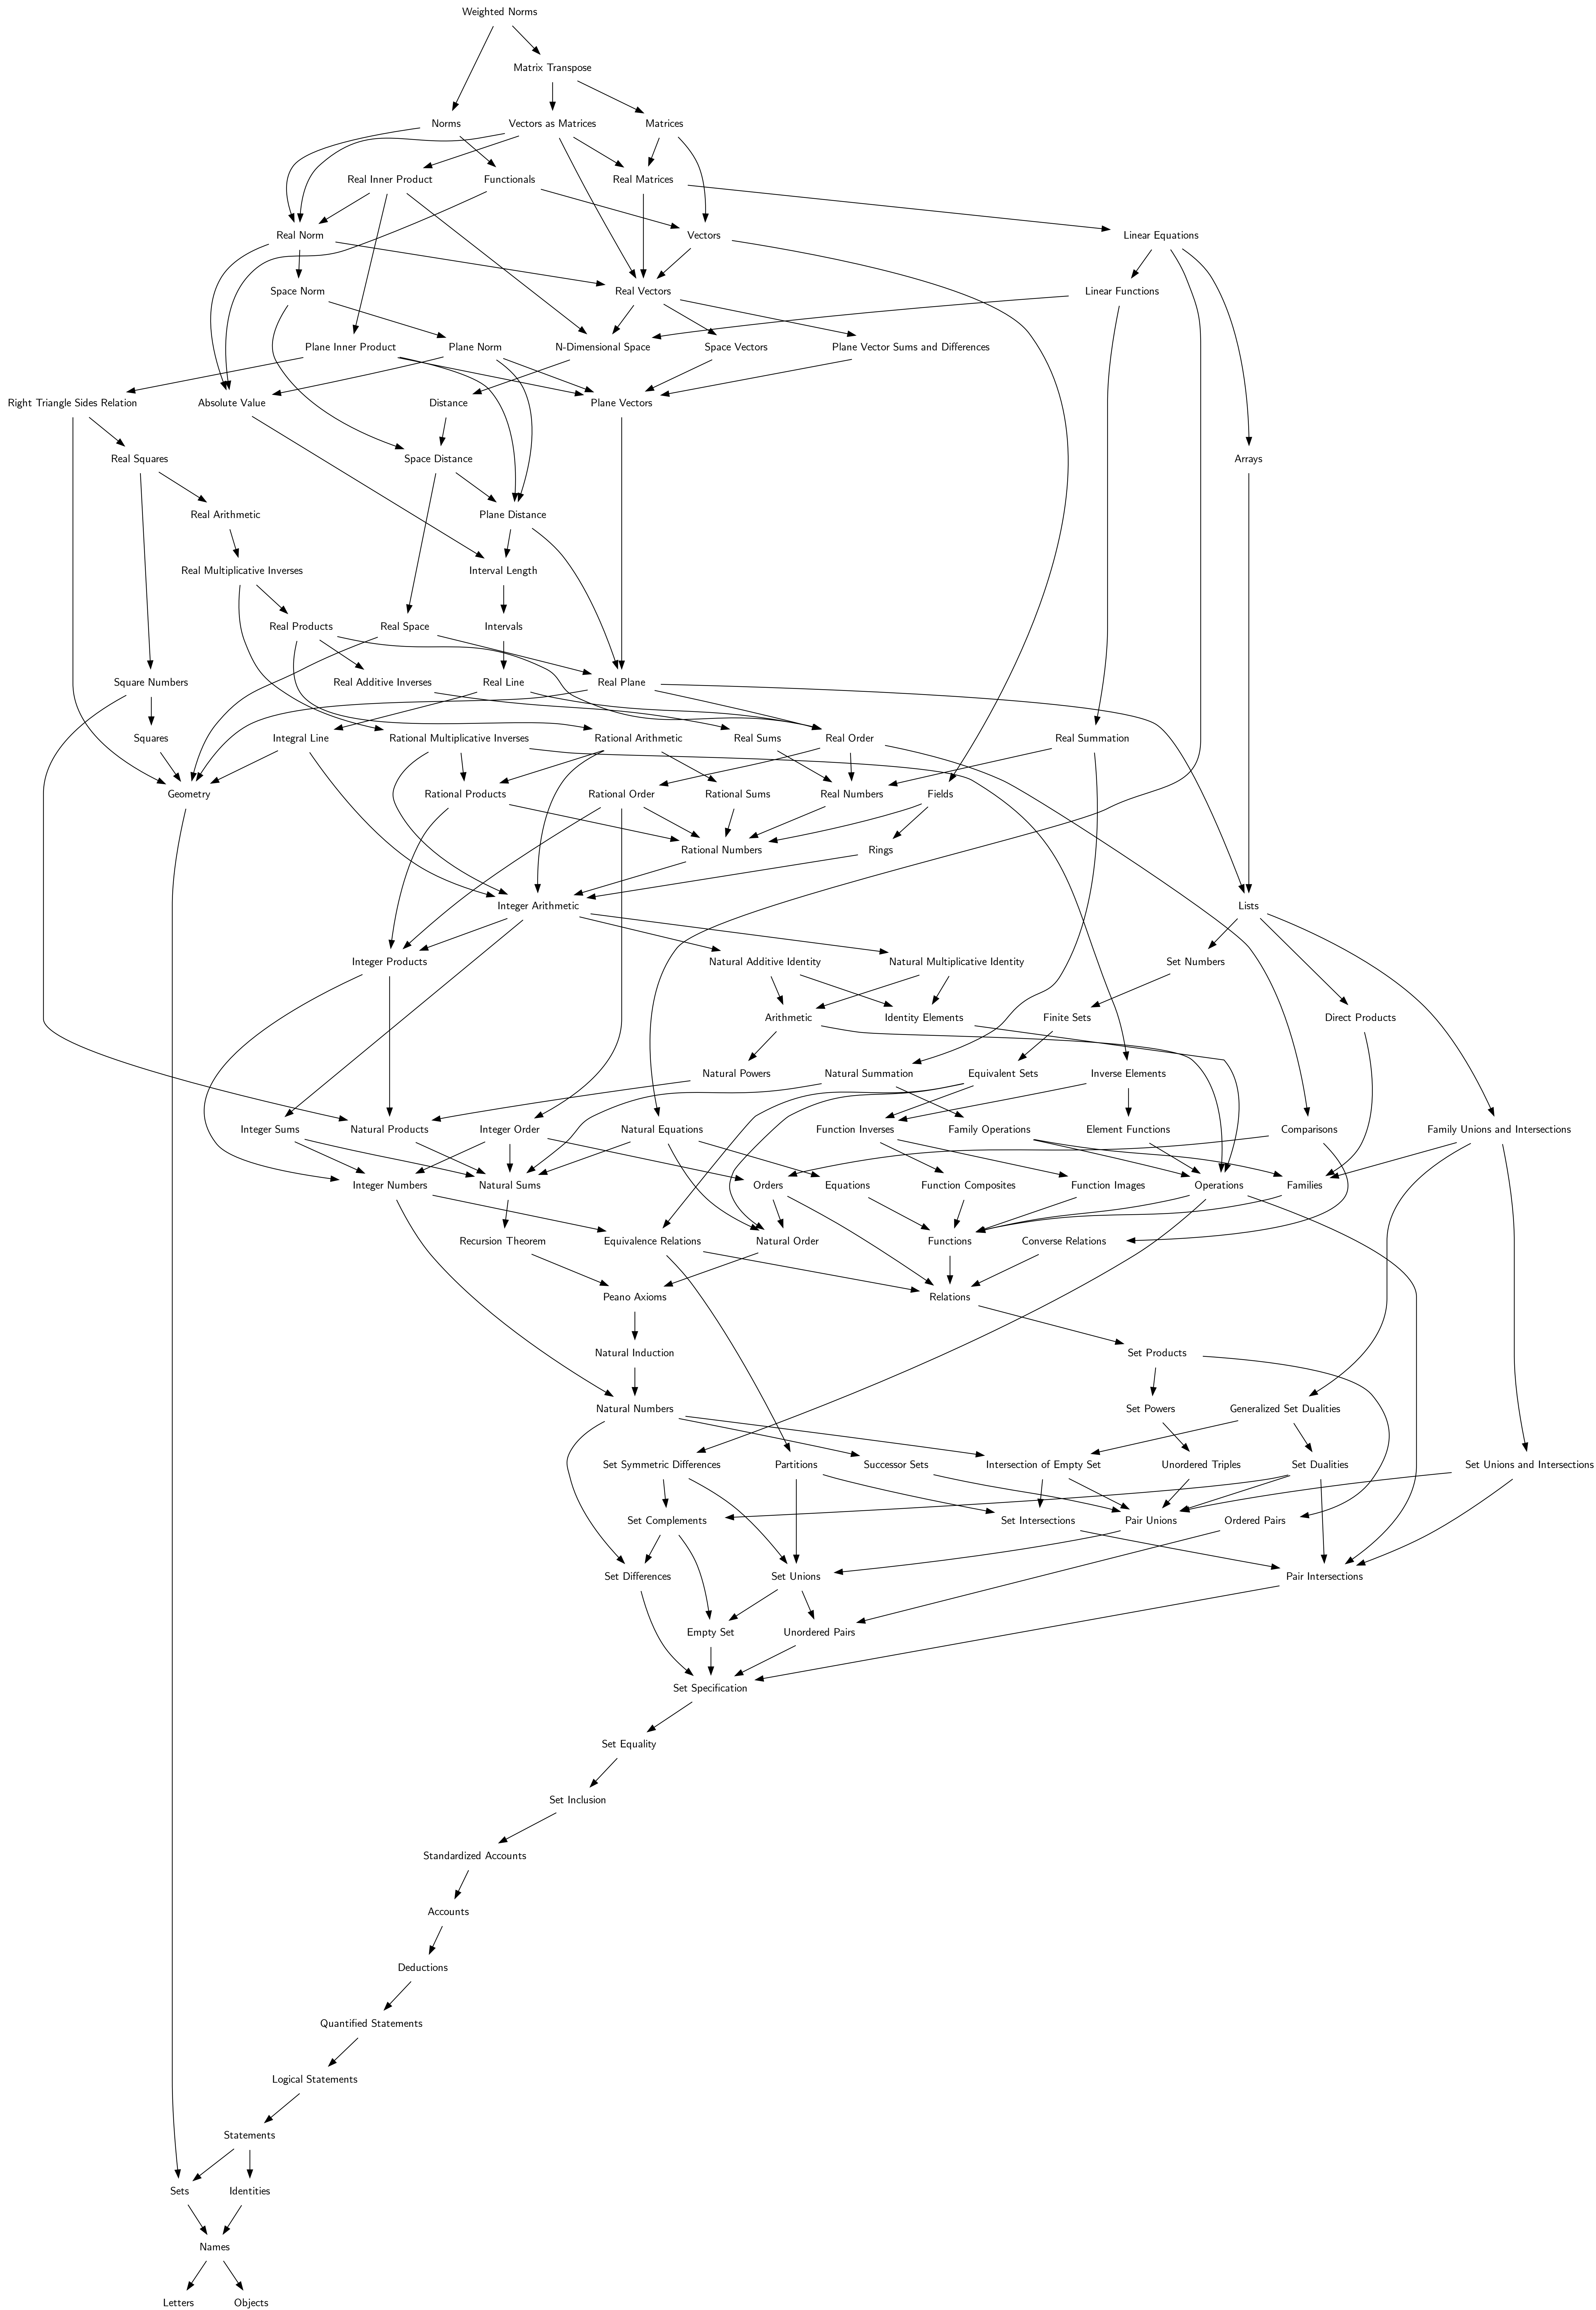 Weighted Norms
Matrix Transpose
Norms
Vectors as Matrices
Matrices
Real Inner Product
Functionals
Real Matrices
Real Norm
Vectors
Linear Equations
Space Norm
Real Vectors
Linear Functions
Plane Inner Product
Plane Norm
N-Dimensional Space
Space Vectors
Plane Vector Sums and Differences
Right Triangle Sides Relation
Absolute Value
Distance
Plane Vectors
Real Squares
Space Distance
Arrays
Real Arithmetic
Plane Distance
Real Multiplicative Inverses
Interval Length
Real Products
Real Space
Intervals
Square Numbers
Real Additive Inverses
Real Line
Real Plane
Squares
Integral Line
Rational Multiplicative Inverses
Rational Arithmetic
Real Sums
Real Order
Real Summation
Geometry
Rational Products
Rational Order
Rational Sums
Real Numbers
Fields
Rational Numbers
Rings
Integer Arithmetic
Lists
Integer Products
Natural Additive Identity
Natural Multiplicative Identity
Set Numbers
Arithmetic
Identity Elements
Finite Sets
Direct Products
Natural Powers
Natural Summation
Equivalent Sets
Inverse Elements
Integer Sums
Natural Products
Integer Order
Natural Equations
Function Inverses
Family Operations
Element Functions
Comparisons
Family Unions and Intersections
Integer Numbers
Natural Sums
Orders
Equations
Function Composites
Function Images
Operations
Families
Recursion Theorem
Equivalence Relations
Natural Order
Functions
Converse Relations
Peano Axioms
Relations
Natural Induction
Set Products
Natural Numbers
Set Powers
Generalized Set Dualities
Set Symmetric Differences
Partitions
Successor Sets
Intersection of Empty Set
Unordered Triples
Set Dualities
Set Unions and Intersections
Set Complements
Set Intersections
Pair Unions
Ordered Pairs
Set Differences
Set Unions
Pair Intersections
Empty Set
Unordered Pairs
Set Specification
Set Equality
Set Inclusion
Standardized Accounts
Accounts
Deductions
Quantified Statements
Logical Statements
Statements
Sets
Identities
Names
Letters
Objects